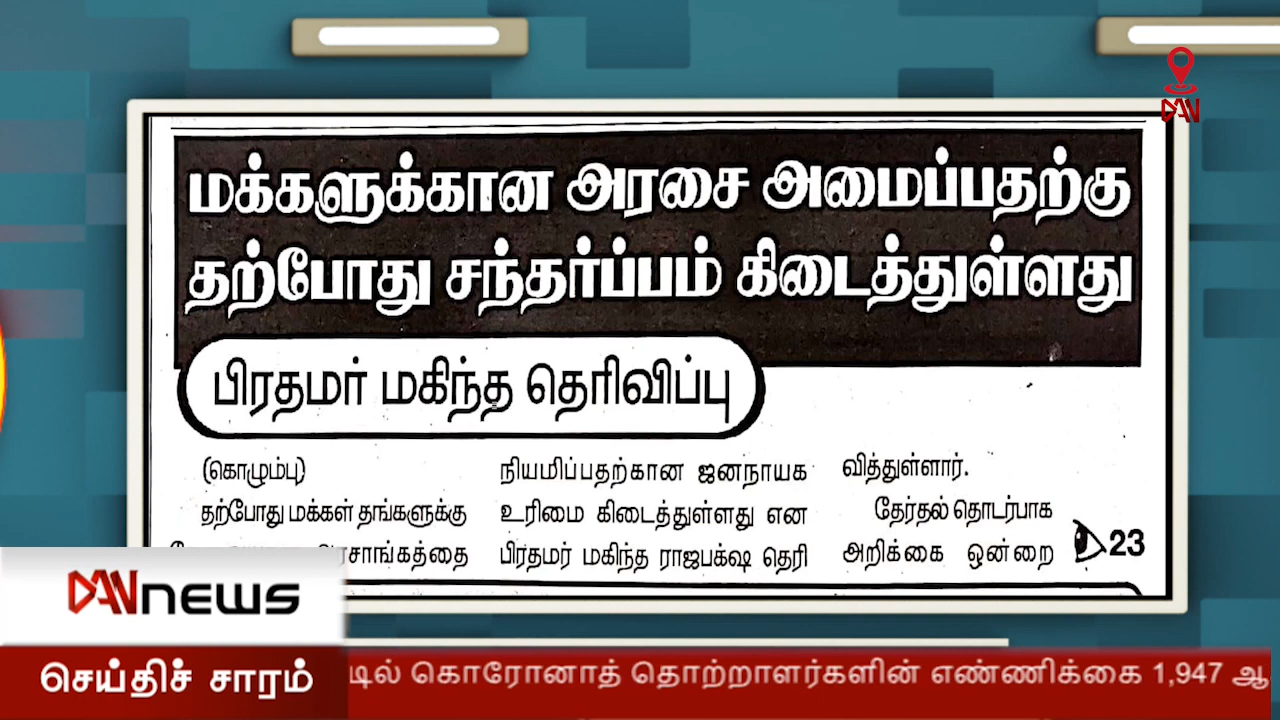 DAN
மக்களுக்கான அரசை அமைப்பதற்கு
தற்போது சந்தர்ப்பம் கிடைத்துள்ளது
பிரதமர் மகிந்த தெரிவிப்பு
(கொழும்பு)
தற்போது மக்கள் தங்களுக்கு
நியமிப்பதற்கான ஜனநாயக
உரிமை கிடைத்துள்ளது என
பிரதமர் மகிந்த ராஜபக்ஷ தெரி
வித்துள்ளார்.
தேர்தல் தொடர்பாக
அறிக்கை ஒன்றை
23
DAN news
செய்திச் சாரம்
கொரோனாத் தொற்றாளர்களின் எண்ணிக்கை 1,947